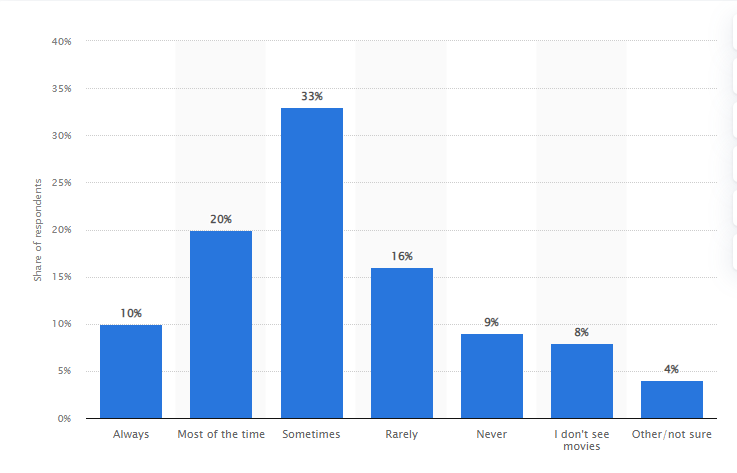 40%
35%
33%
30%
25%
20%
20%
16%
15%
10%
10%
9%
8%
5%
4%
0%
Share of respondents
Always
Most of the time
Sometimes
Rarely
Never
I don't see
movies
Other/not sure